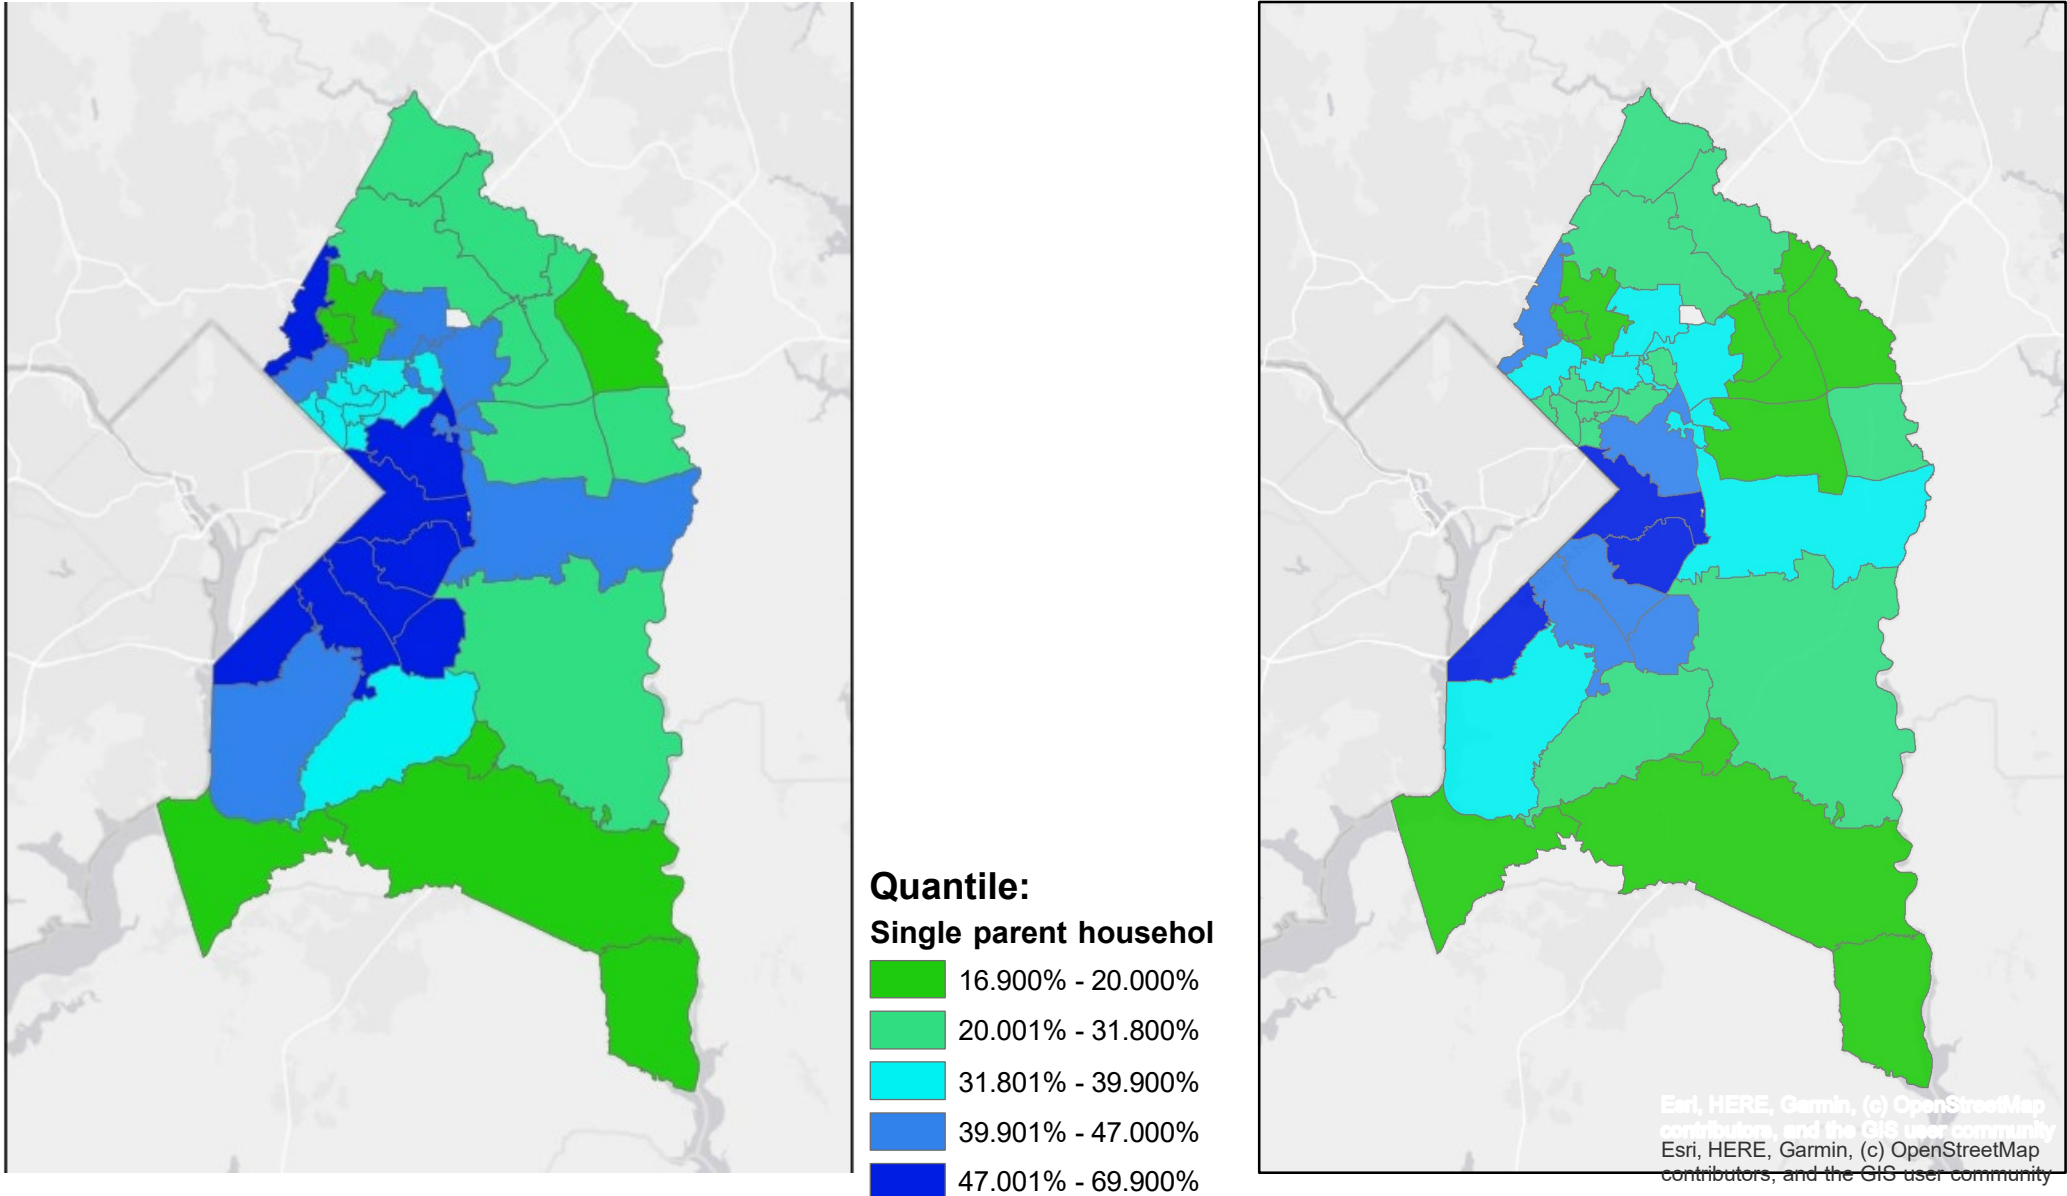 Quantile:
Single parent househol
16.900% - 20.000%
20.001% - 31.800%
31.801% - 39.900%
39.901% - 47.000%
47.001% - 69.900%
Esri, HERE, Garmin, (c) OpenStreetMap
contributors, and the GIS user community
Esri, HERE, Garmin, (c) OpenStreetMap
contributors, and the GIS user community